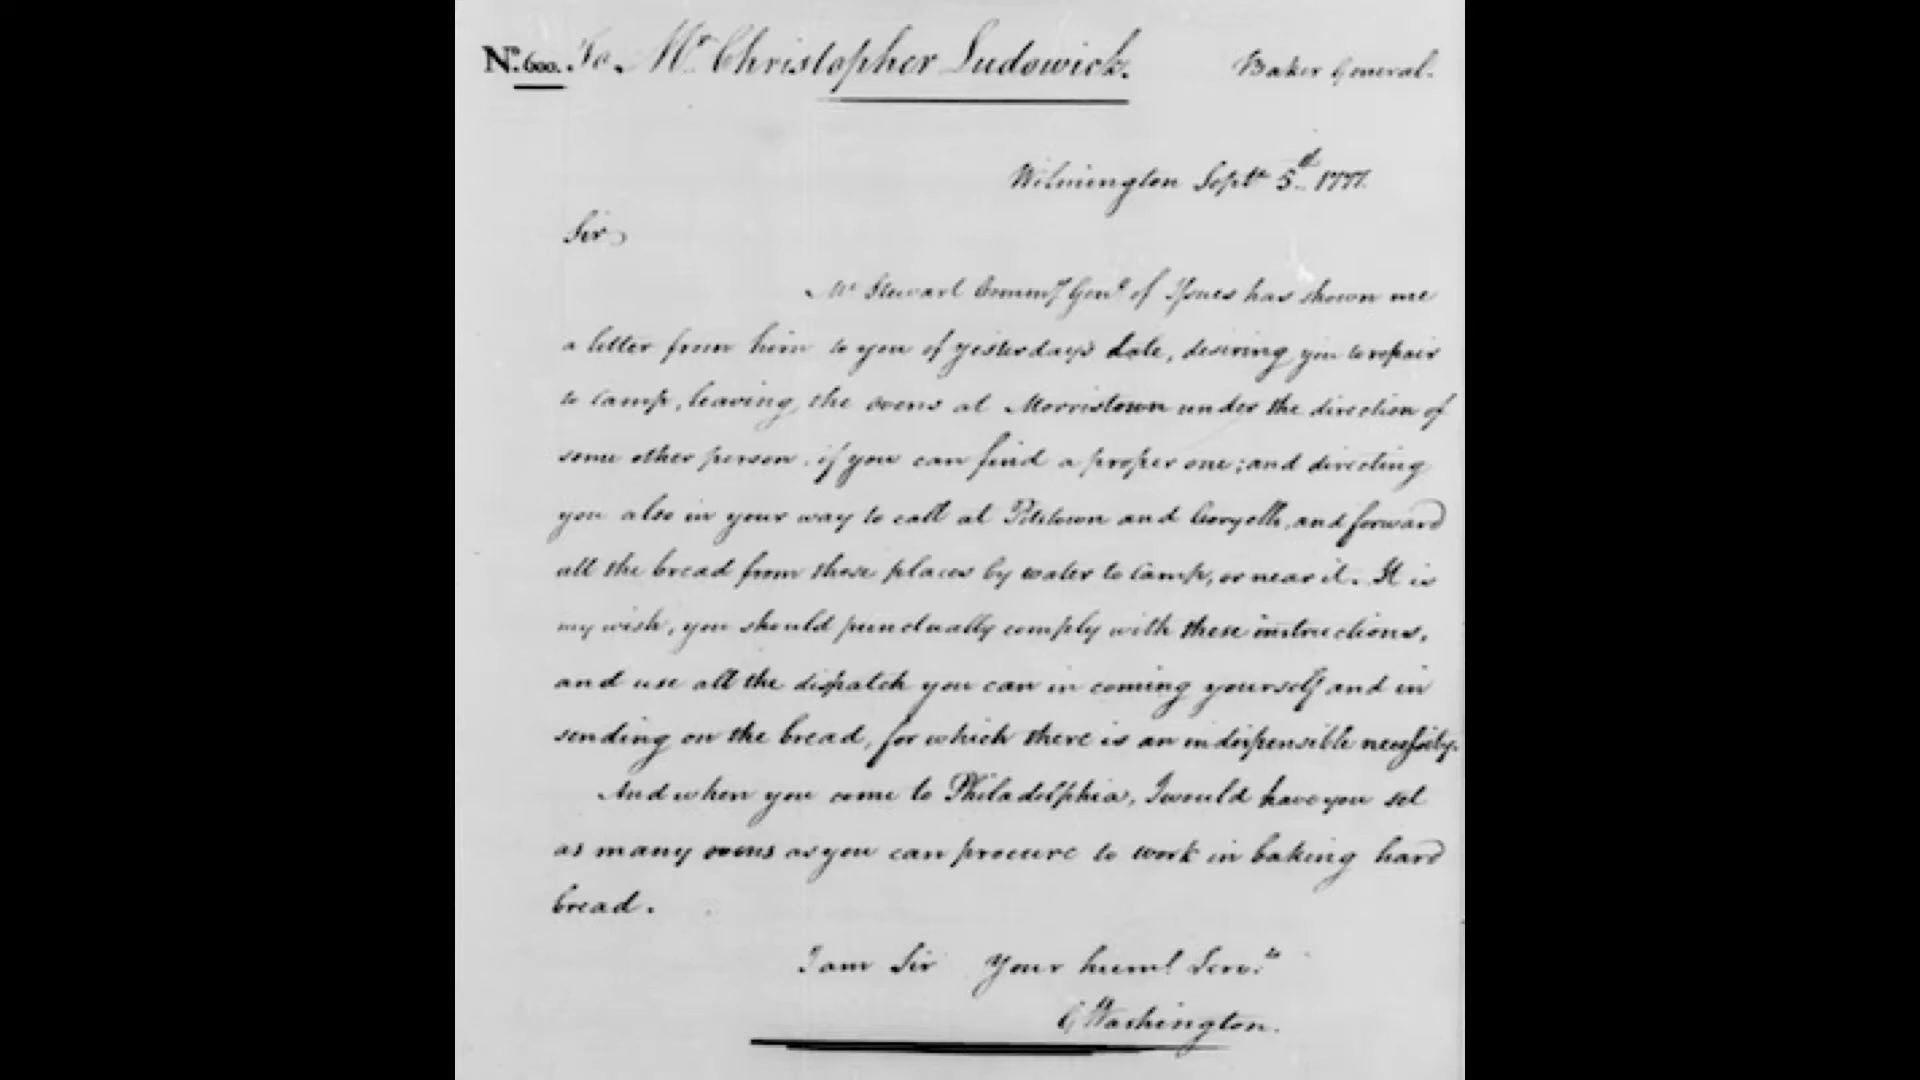 No. 600. To Mr Christopher Ludowick. Baker General.
Wilmington Septr 5th 1777.
Sir,
Mr Stewart Commy Genl of Issues has shown me
a letter from him to you of yesterday's date, desiring you to repair
to Camp, leaving the ovens at Morristown under the direction of
some other person, if you can find a proper one; and directing
you also in your way to call at Pitstown and Coryells, and forward
all the bread from those places by water to Camp, or near it. It is
my wish, you should punctually comply with these instructions,
and use all the dispatch you can in coming yourself and in
sending on the bread, for which there is an indispensible necessity.
And when you come to Philadelphia, I would have you set
as many ovens as you can procure to work in baking hard
bread.
I am Sir Your huml Servt
G Washington.